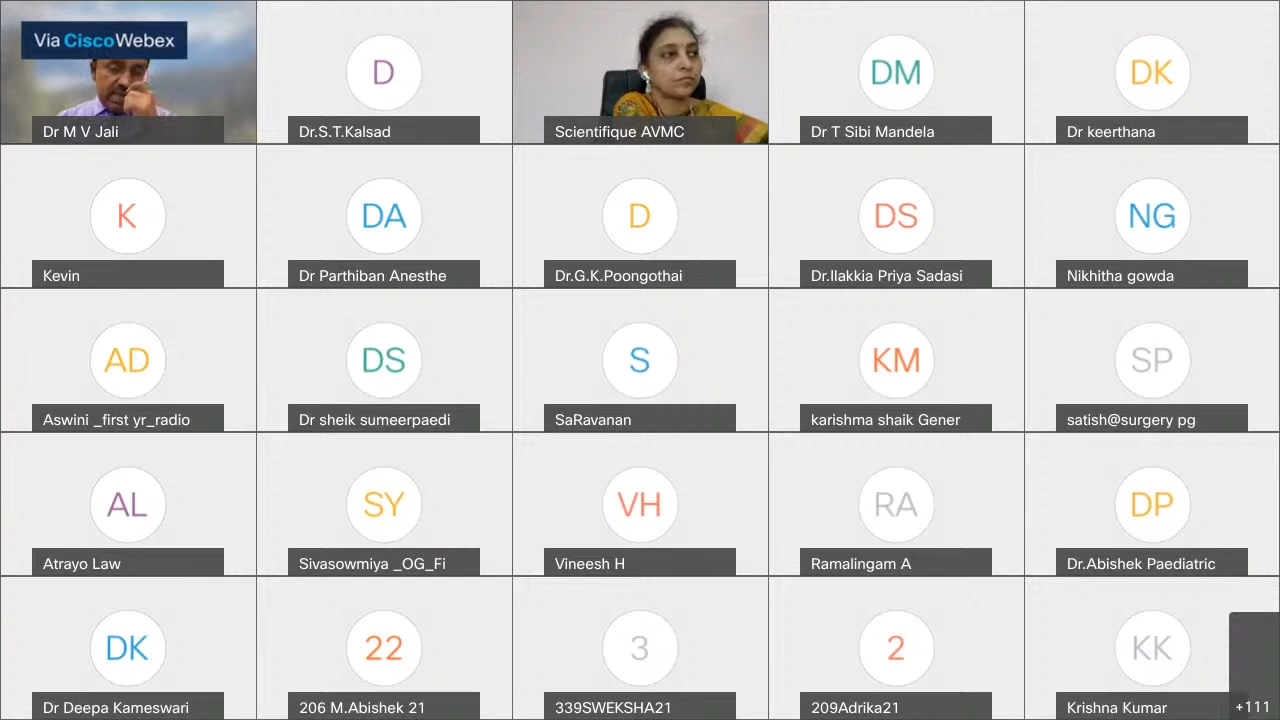 Via CiscoWebex
Dr M V Jali
D
Dr.S.T.Kalsad
Scientifique AVMC
DM
Dr T Sibi Mandela
DK
Dr keerthana
K
Kevin
DA
Dr Parthiban Anesthe
D
Dr.G.K.Poongothai
DS
Dr.Ilakkia Priya Sadasi
NG
Nikhitha gowda
AD
Aswini _first yr_radio
DS
Dr sheik sumeerpaedi
S
SaRavanan
KM
karishma shaik Gener
SP
satish@surgery pg
AL
Atrayo Law
SY
Sivasowmiya _OG_Fi
VH
Vineesh H
RA
Ramalingam A
DP
Dr.Abishek Paediatric
DK
Dr Deepa Kameswari
22
206 M.Abishek 21
3
339SWEKSHA21
2
209Adrika21
KK
Krishna Kumar
+111